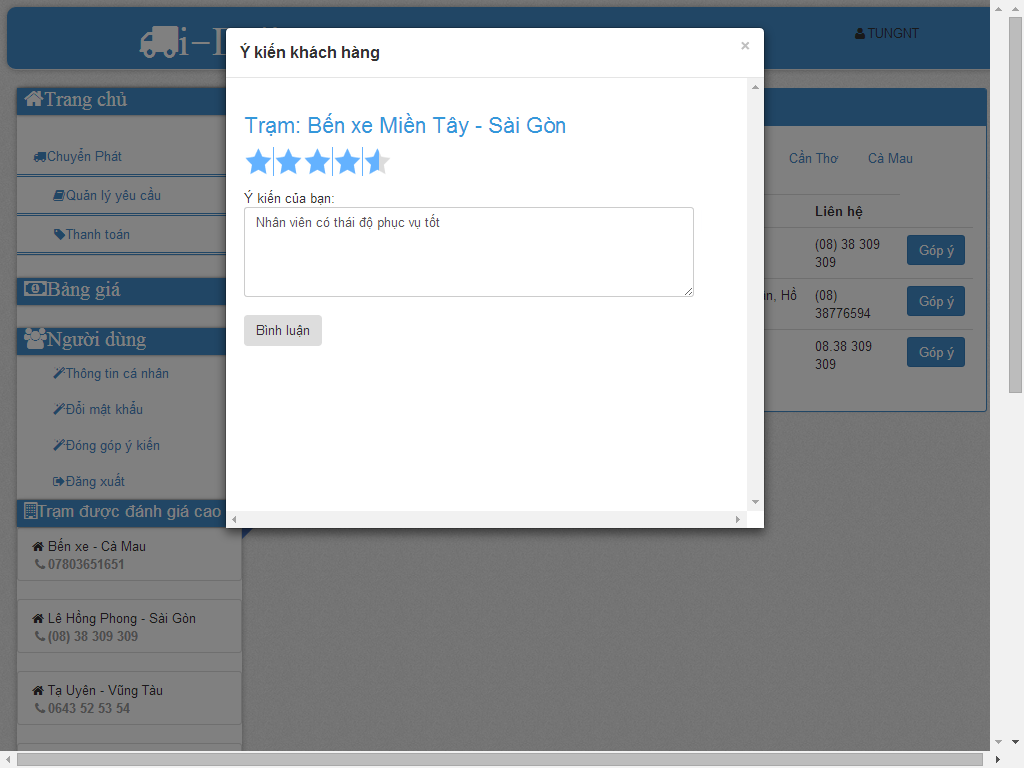 TUNGNT
Ý kiến khách hàng
×
Trang chủ
Chuyển Phát
Quản lý yêu cầu
Thanh toán
Bảng giá
Người dùng
Thông tin cá nhân
Đổi mật khẩu
Đóng góp ý kiến
Đăng xuất
Trạm được đánh giá cao
Bến xe - Cà Mau
07803651651
Lê Hồng Phong - Sài Gòn
(08) 38 309 309
Tạ Uyên - Vũng Tàu
0643 52 53 54
Trạm: Bến xe Miền Tây - Sài Gòn
Ý kiến của bạn:
Nhân viên có thái độ phục vụ tốt
Bình luận
Cần Thơ Cà Mau
Liên hệ
(08) 38 309
309
Góp ý
Hồ
(08)
38776594
Góp ý
08.38 309
309
Góp ý